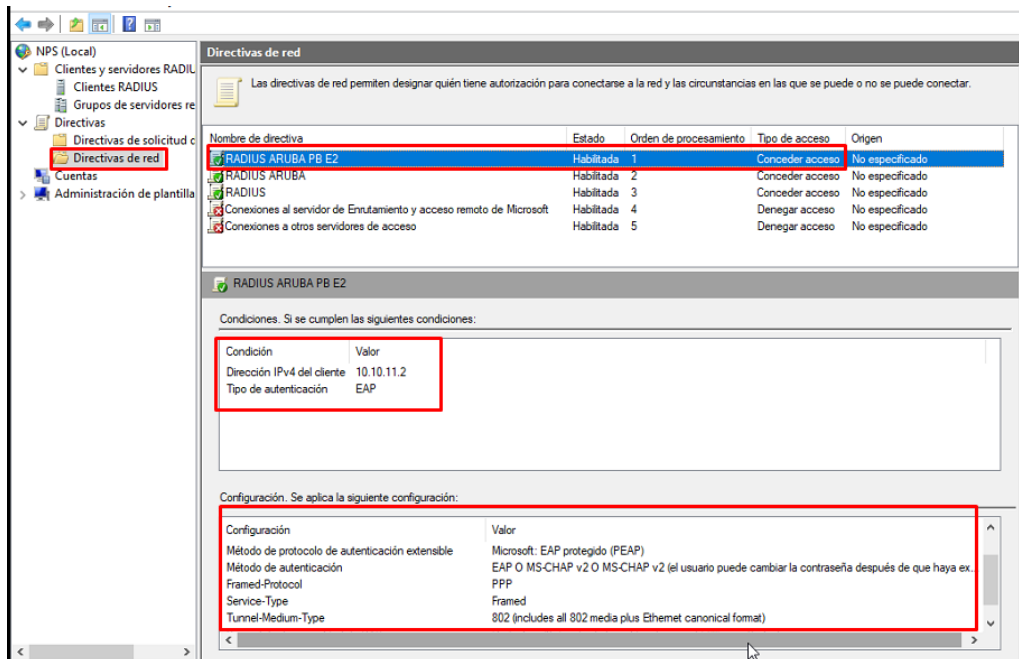 NPS (Local)
Clientes y servidores RADIU
Clientes RADIUS
Grupos de servidores re
Directivas
Directivas de solicitud c
Directivas de red
Cuentas
Administración de plantilla
Directivas de red
Las directivas de red permiten designar quién tiene autorización para conectarse a la red y las circunstancias en las que se puede o no se puede conectar.
Nombre de directiva Estado Orden de procesamiento Tipo de acceso Origen
RADIUS ARUBA PB E2 Habilitada 1 Conceder acceso No especificado
RADIUS ARUBA Habilitada 2 Conceder acceso No especificado
RADIUS Habilitada 3 Conceder acceso No especificado
Conexiones al servidor de Enrutamiento y acceso remoto de Microsoft Habilitada 4 Denegar acceso No especificado
Conexiones a otros servidores de acceso Habilitada 5 Denegar acceso No especificado
RADIUS ARUBA PB E2
Condiciones. Si se cumplen las siguientes condiciones:
Condición Valor
Dirección IPv4 del cliente 10.10.11.2
Tipo de autenticación EAP
Configuración. Se aplica la siguiente configuración:
Configuración Valor
Método de protocolo de autenticación extensible Microsoft: EAP protegido (PEAP)
Método de autenticación EAP O MS-CHAP v2 O MS-CHAP v2 (el usuario puede cambiar la contraseña después de que haya ex...
Framed-Protocol PPP
Service-Type Framed
Tunnel-Medium-Type 802 (includes all 802 media plus Ethernet canonical format)